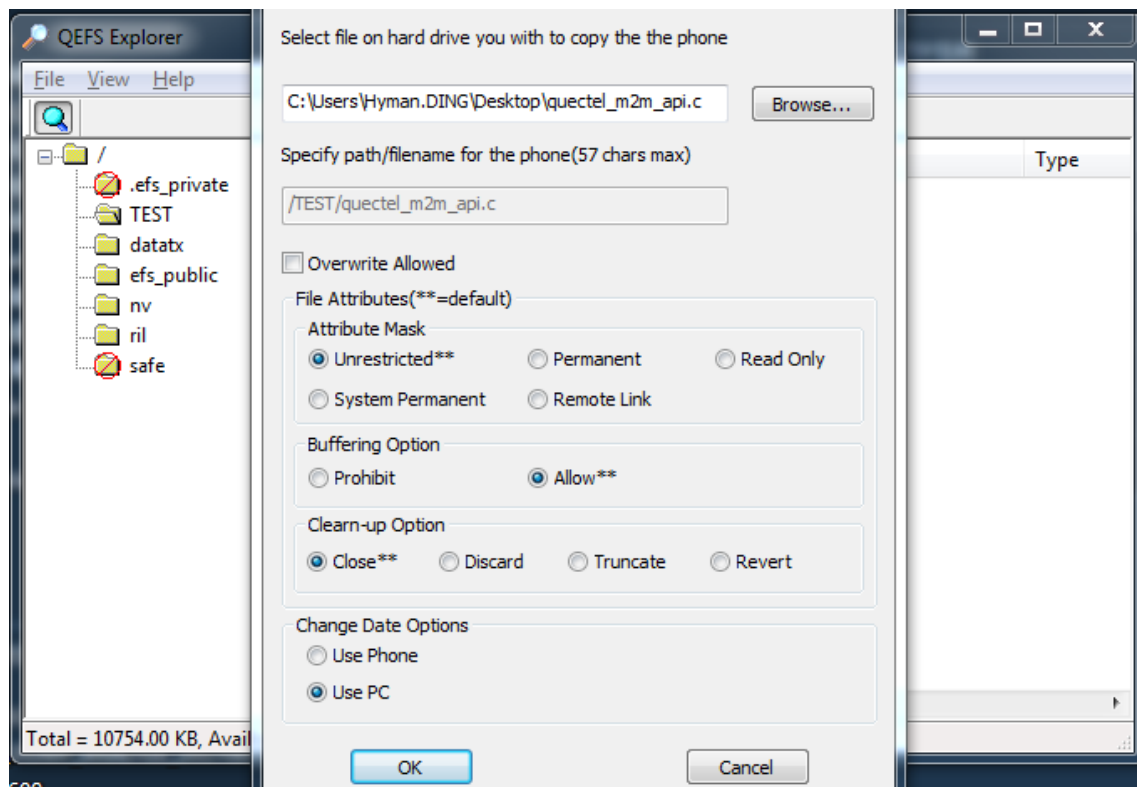 QEFS Explorer
File View Help
/
.efs_private
TEST
datatx
efs_public
nv
ril
safe
Total = 10754.00 KB, Avail
Select file on hard drive you with to copy the the phone
C:\Users\Hyman.DING\Desktop\quectel_m2m_api.c Browse...
Specify path/filename for the phone(57 chars max)
/TEST/quectel_m2m_api.c
Overwrite Allowed
File Attributes(**=default)
Attribute Mask
Unrestricted** Permanent Read Only
System Permanent Remote Link
Buffering Option
Prohibit Allow**
Clearn-up Option
Close** Discard Truncate Revert
Change Date Options
Use Phone
Use PC
OK Cancel
Type